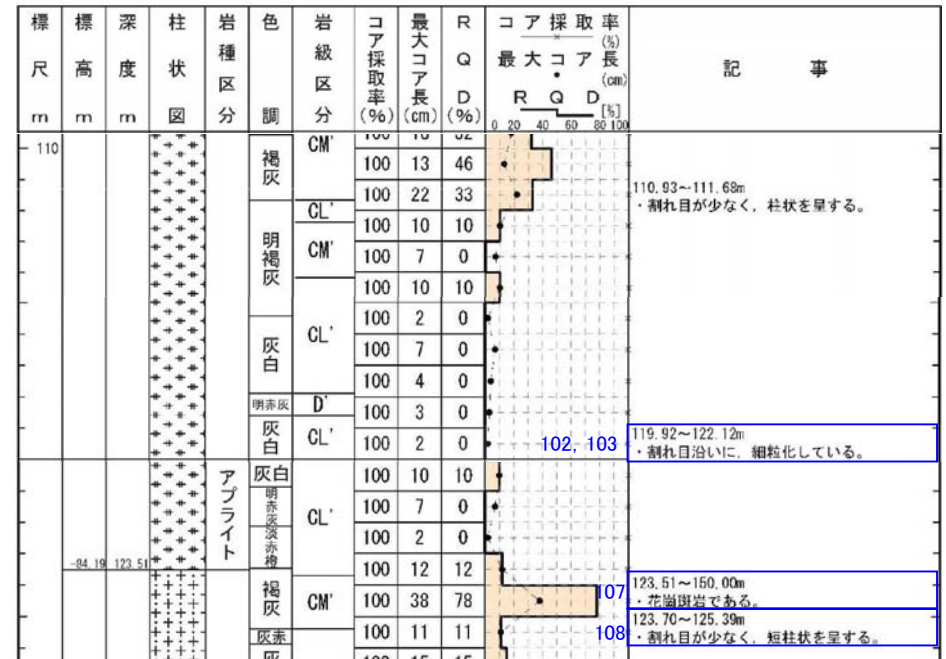 標尺 m
標高 m
深度 m
柱状図
岩種区分
色調
岩級区分
コア採取率(%)
最大コア長(cm)
RQD(%)
コア採取率(%)
最大コア長(cm)
RQD[%]
0 20 40 60 80 100
記事
110
褐灰
CM'
100 13 46
100 22 33
110.93～111.68m
・割れ目が少なく，柱状を呈する。
明褐灰
CL'
100 10 10
CM'
100 7 0
100 10 10
灰白
CL'
100 2 0
100 7 0
100 4 0
明赤灰
D'
100 3 0
灰白
CL'
100 2 0
102, 103
119.92～122.12m
・割れ目沿いに，細粒化している。
アプライト
灰白
100 10 10
明赤灰
CL'
100 7 0
淡赤橙
100 2 0
-84.19 123.51
100 12 12
褐灰
CM'
100 38 78
107
123.51～150.00m
・花崗斑岩である。
灰赤
100 11 11
108
123.70～125.39m
・割れ目が少なく，短柱状を呈する。